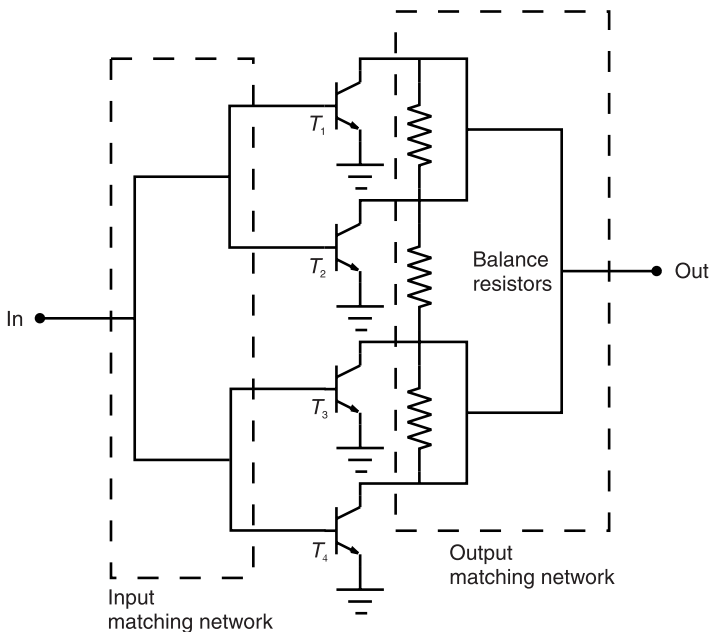 T₁
T₂
Balance
resistors
Out
In
T₃
T₄
Output
matching network
Input
matching network